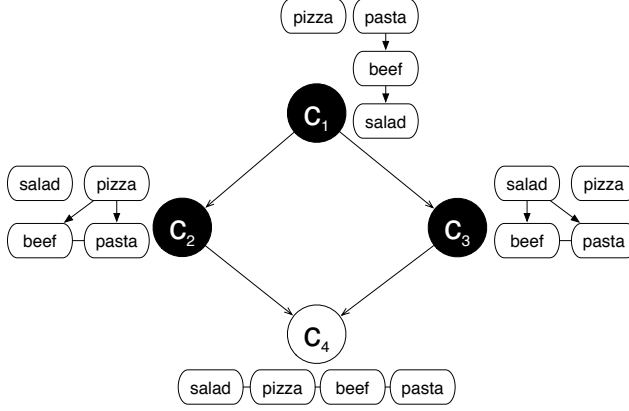 pizza pasta
beef
C1
salad
salad pizza
beef pasta
C2
C3
salad pizza
beef pasta
C4
salad pizza beef pasta